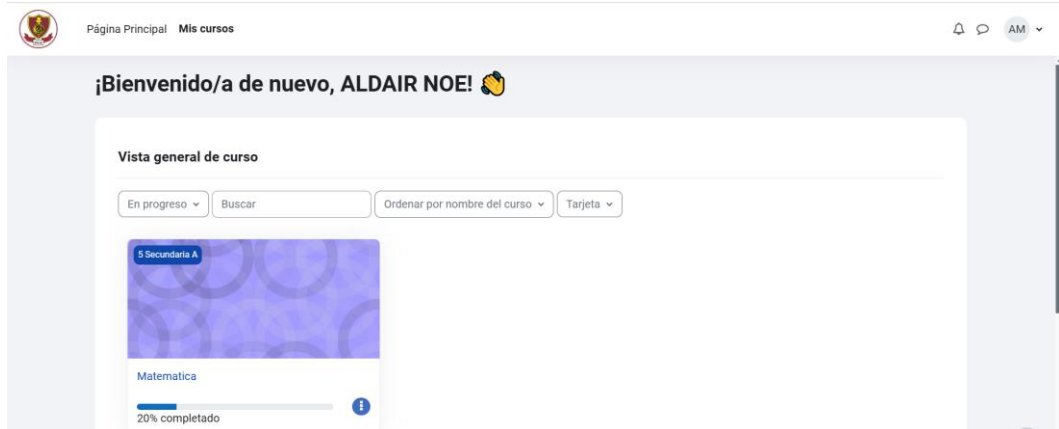 Página Principal Mis cursos AM
¡Bienvenido/a de nuevo, ALDAIR NOE! 👋
Vista general de curso
En progreso Buscar Ordenar por nombre del curso Tarjeta
5 Secundaria A
Matematica
20% completado